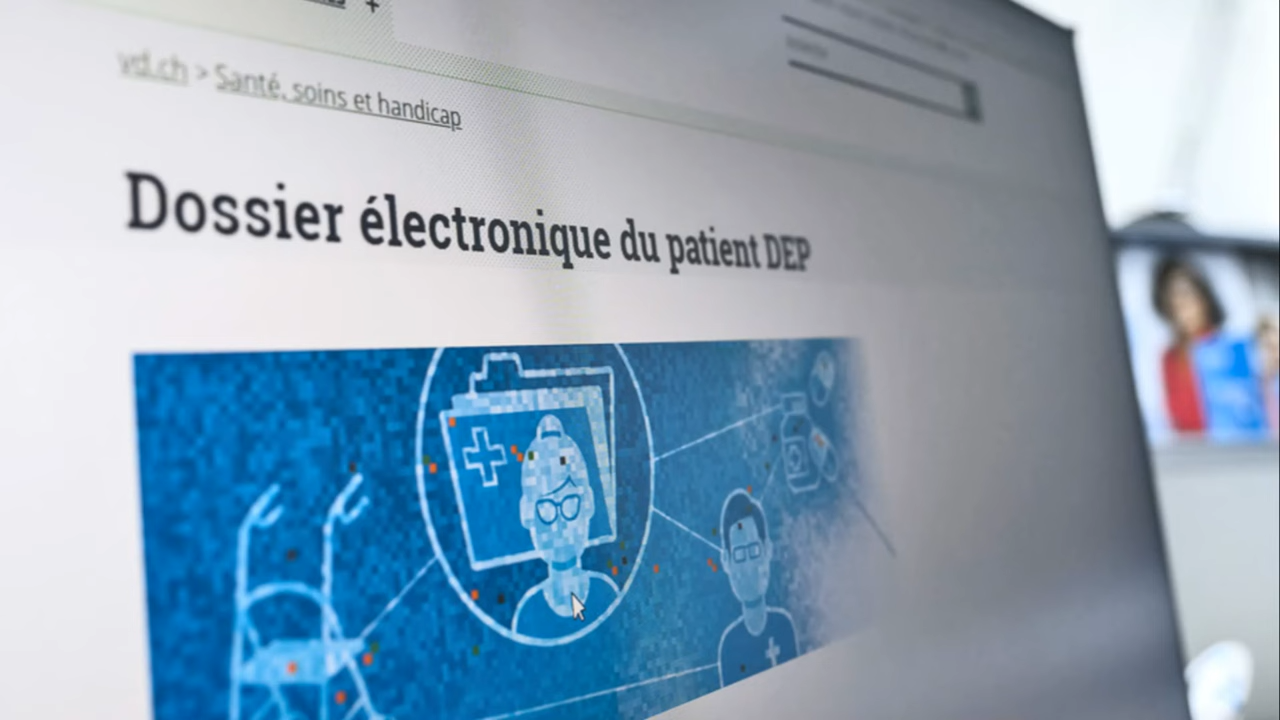 vd.ch > Santé, soins et handicap
Dossier électronique du patient DEP